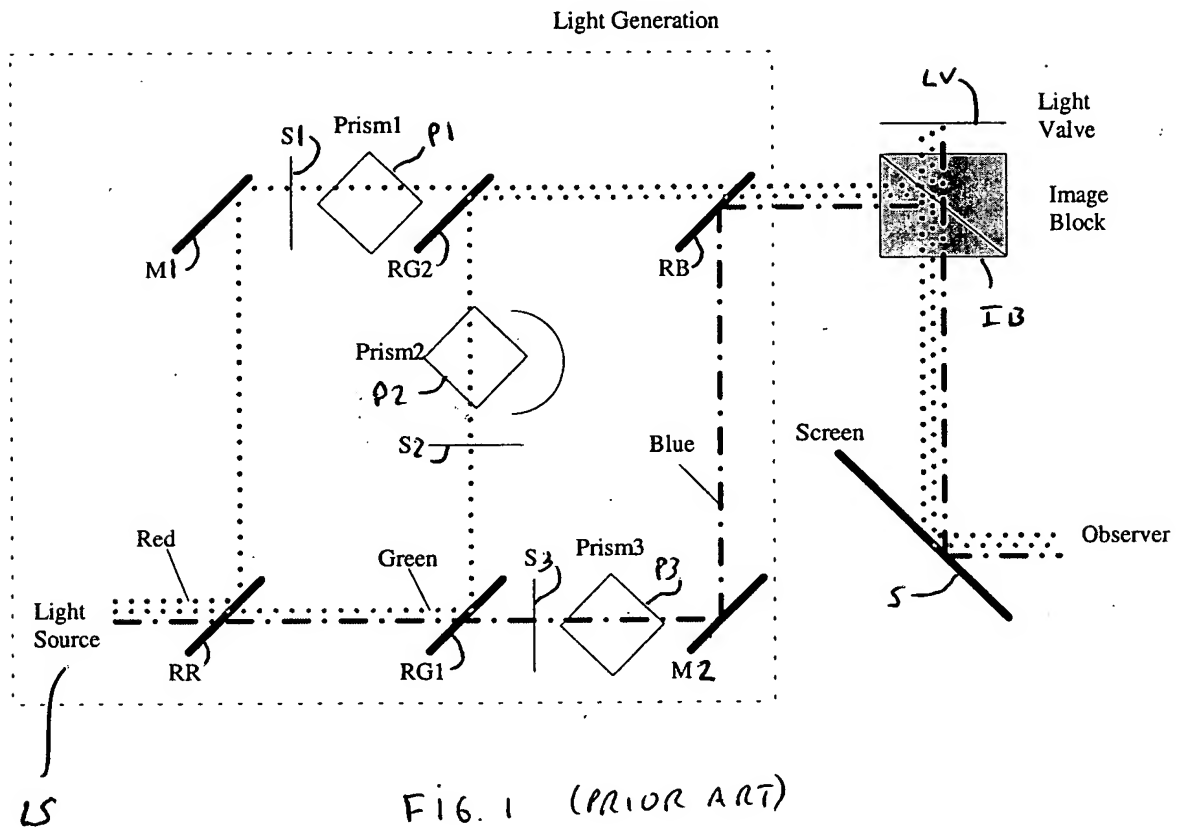 Light Generation
LV
Light
Valve
S1
Prism1
P1
Image
Block
M1
RG2
RB
IB
Prism2
P2
S2
Screen
Blue
Red
Green
S3
Prism3
P3
Observer
Light
Source
S
RR
RG1
M2
LS
FIG. 1 (PRIOR ART)